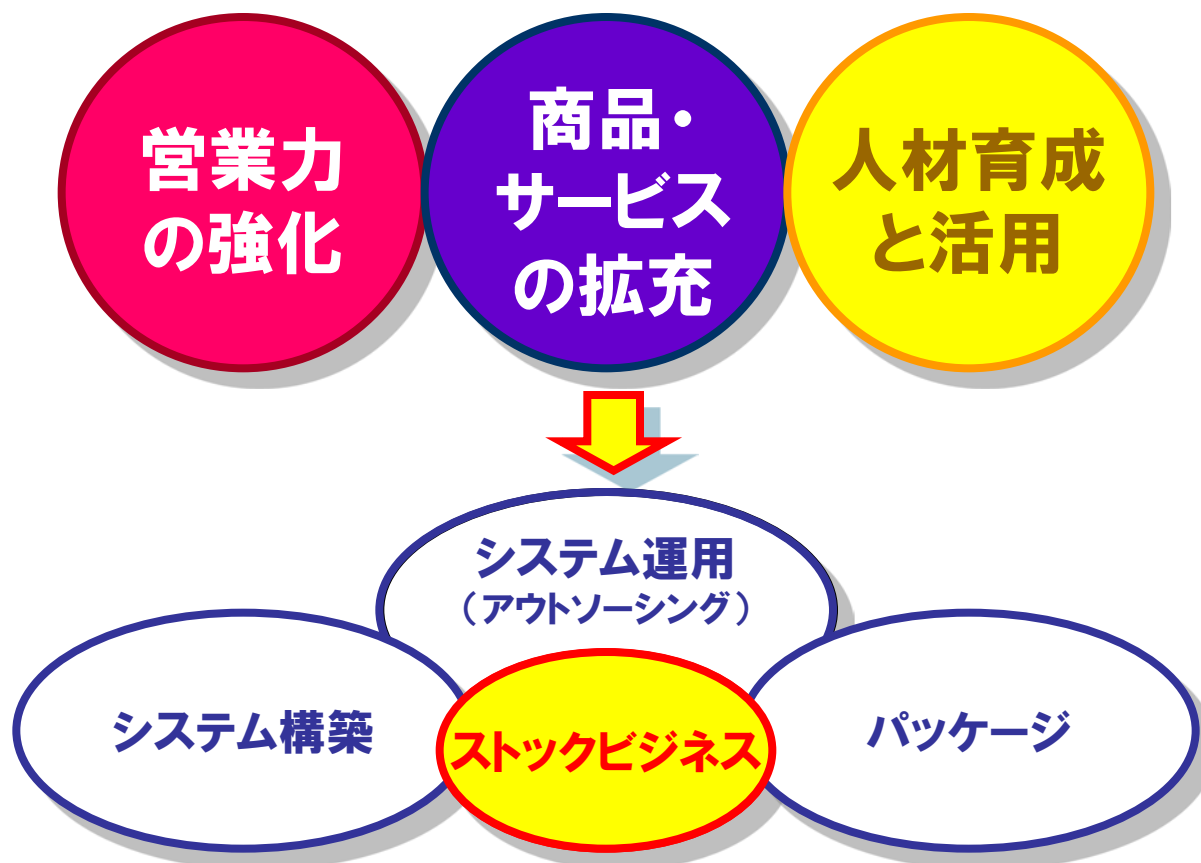 営業力
の強化
商品・
サービス
の拡充
人材育成
と活用
システム運用
（アウトソーシング）
システム構築
ストックビジネス
パッケージ